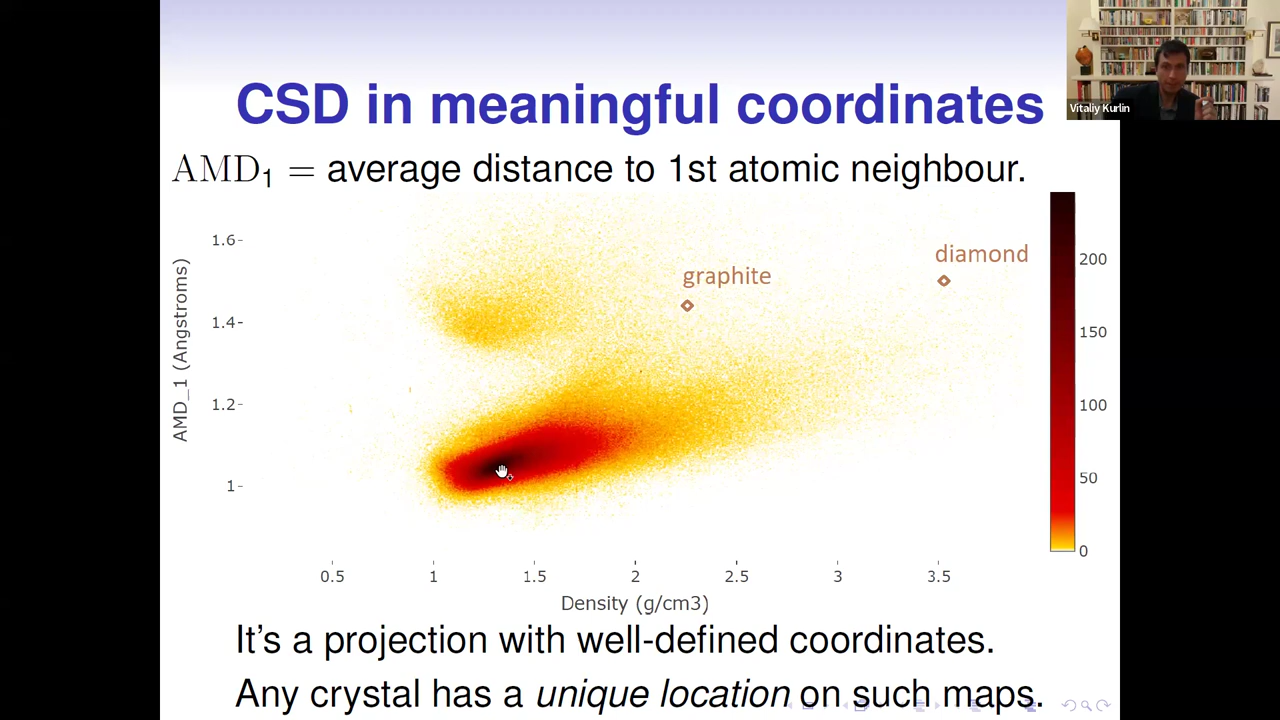 CSD in meaningful coordinates
Vitaliy Kurlin
AMD₁ = average distance to 1st atomic neighbour.
1.6
1.4
1.2
1
AMD_1 (Angstroms)
graphite
diamond
200
150
100
50
0
0.5 1 1.5 2 2.5 3 3.5
Density (g/cm3)
It's a projection with well-defined coordinates.
Any crystal has a unique location on such maps.